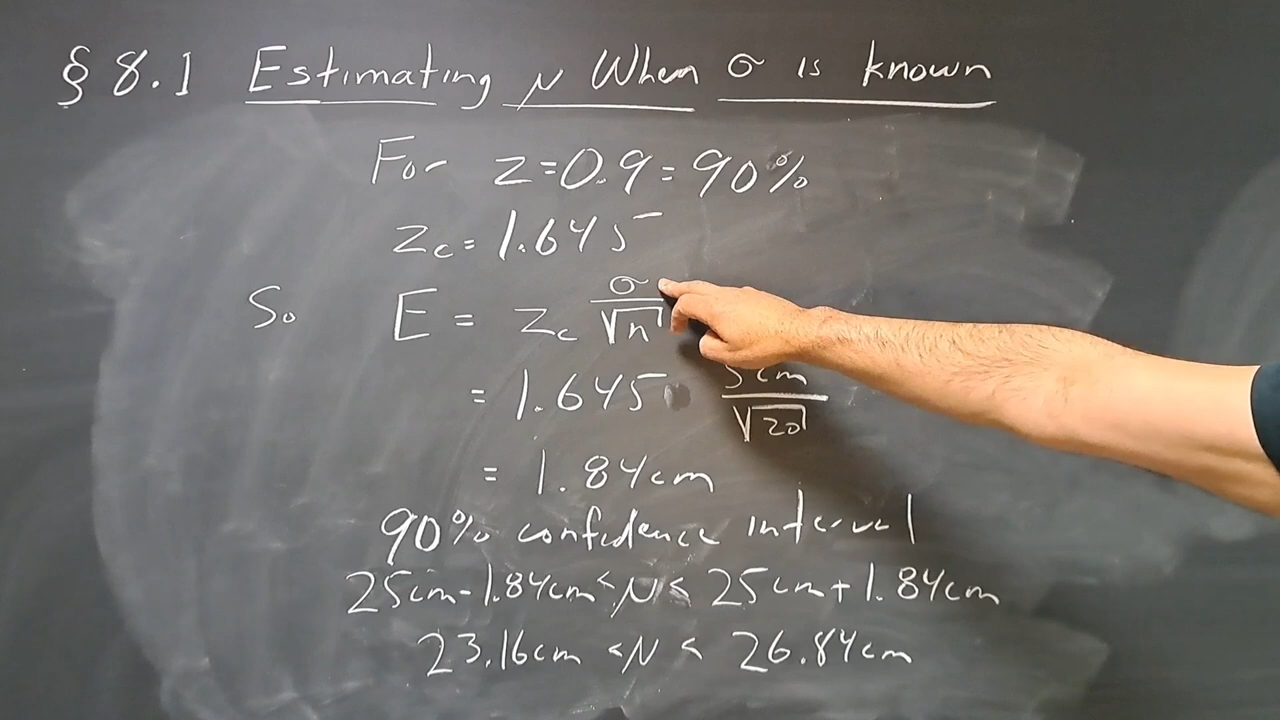 § 8.1 Estimating μ When σ is known
For z=0.9=90%
z_c=1.645
So E = z_c σ/√n
= 1.645 · 5cm/√20
= 1.84cm
90% confidence interval
25cm-1.84cm<μ<25cm+1.84cm
23.16cm <μ< 26.84cm